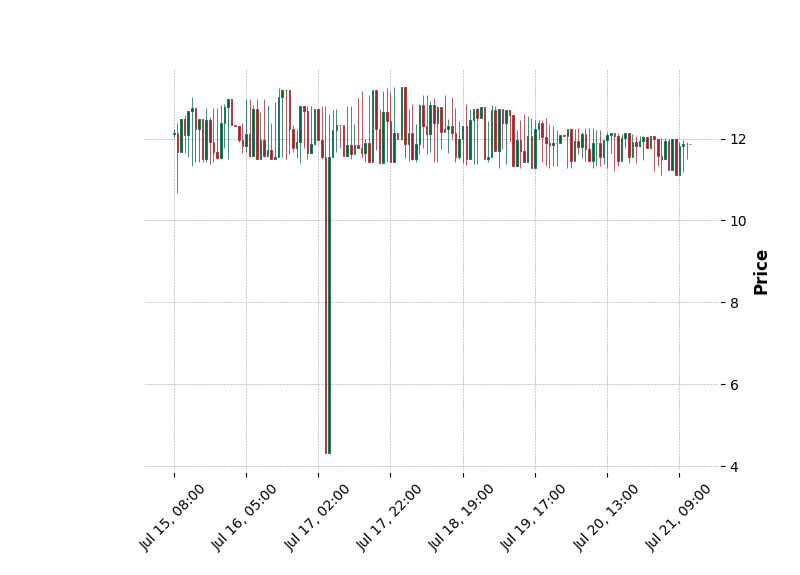 12
10
8
6
4
Price
Jul 15, 08:00
Jul 16, 05:00
Jul 17, 02:00
Jul 17, 22:00
Jul 18, 19:00
Jul 19, 17:00
Jul 20, 13:00
Jul 21, 09:00